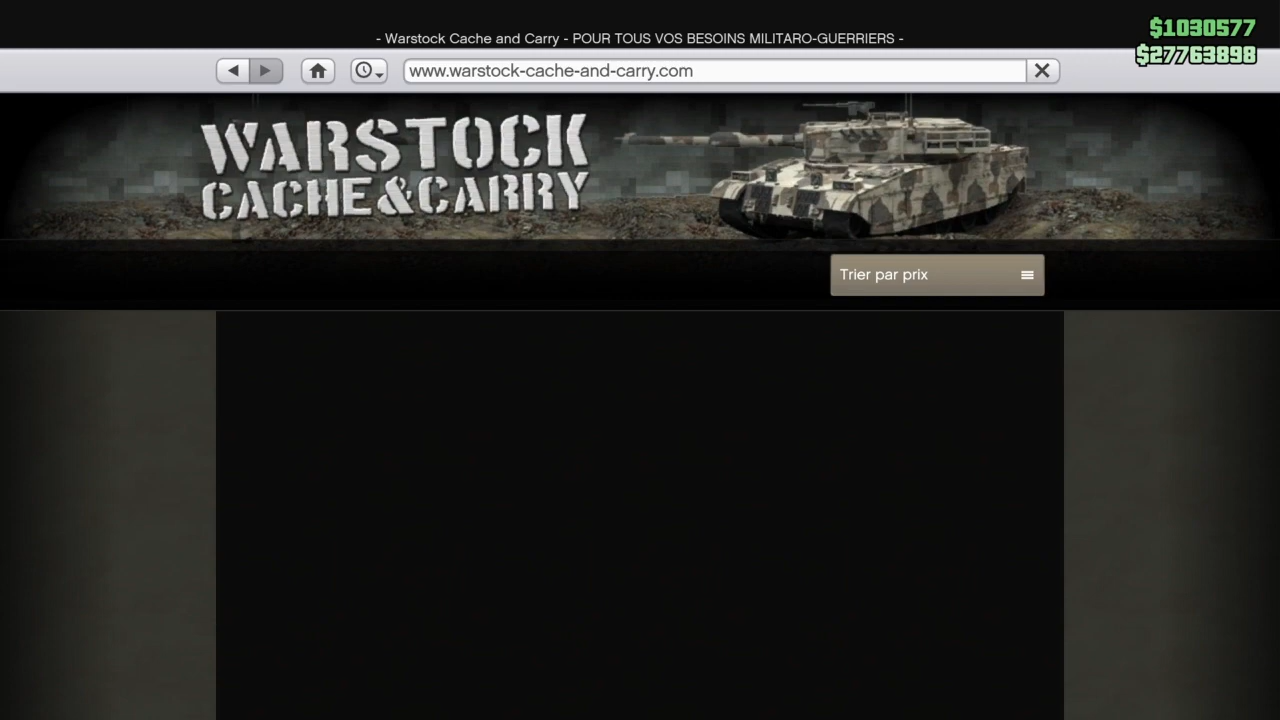 - Warstock Cache and Carry - POUR TOUS VOS BESOINS MILITARO-GUERRIERS -
$1030577
$27763898
www.warstock-cache-and-carry.com
WARSTOCK
CACHE&CARRY
Trier par prix